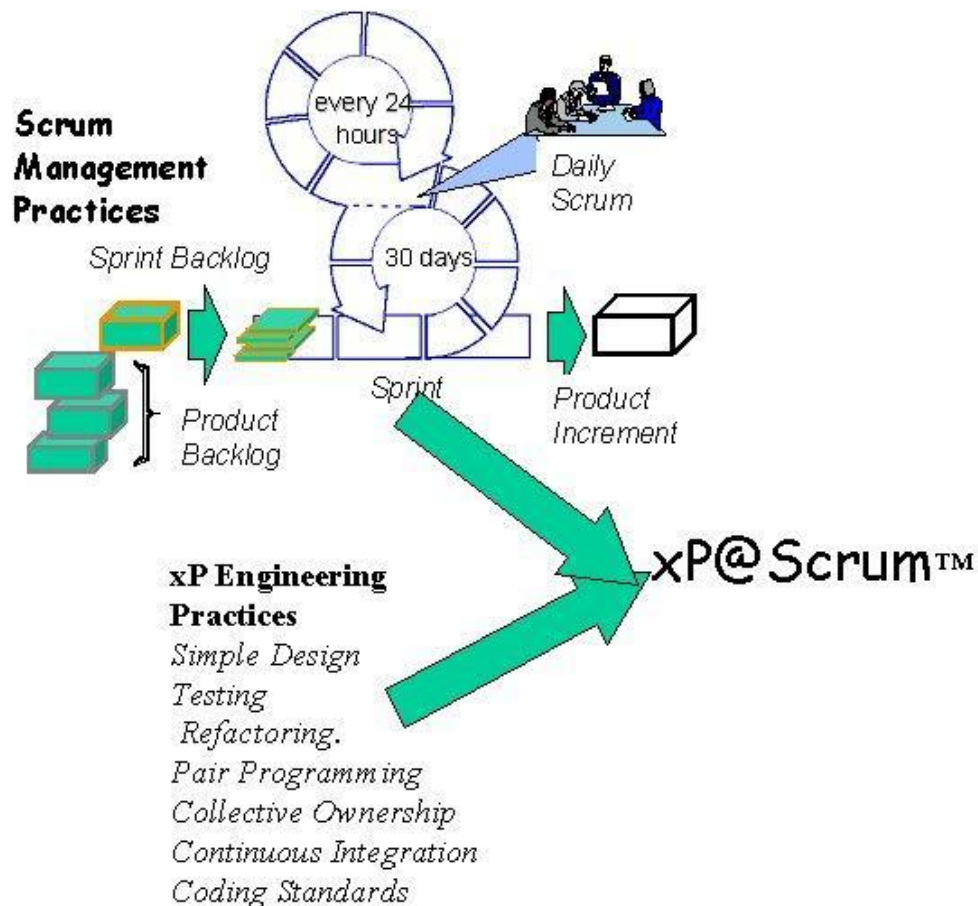 Scrum
Management
Practices
every 24
hours
Daily
Scrum
Sprint Backlog
30 days
Sprint
Product
Backlog
Product
Increment
xP@Scrum™
xP Engineering
Practices
Simple Design
Testing
Refactoring.
Pair Programming
Collective Ownership
Continuous Integration
Coding Standards